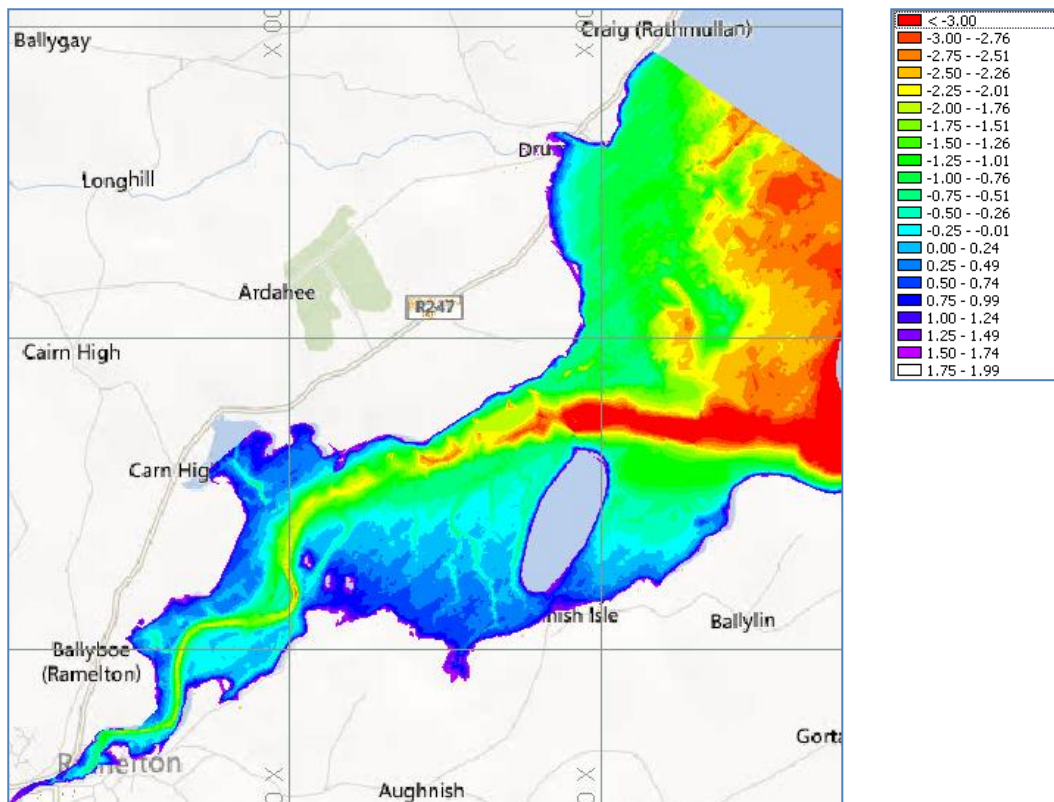 Craig (Rathmullan)
Ballygay
Longhill
Ardahee
R247
Cairn High
Ballyboe
(Ramelton)
Ballylin
Aughnish
< -3.00
-3.00 - -2.76
-2.75 - -2.51
-2.50 - -2.26
-2.25 - -2.01
-2.00 - -1.76
-1.75 - -1.51
-1.50 - -1.26
-1.25 - -1.01
-1.00 - -0.76
-0.75 - -0.51
-0.50 - -0.26
-0.25 - -0.01
0.00 - 0.24
0.25 - 0.49
0.50 - 0.74
0.75 - 0.99
1.00 - 1.24
1.25 - 1.49
1.50 - 1.74
1.75 - 1.99
Dru
Carn Hig
nish Isle
Gorta
Ramelton
X
X